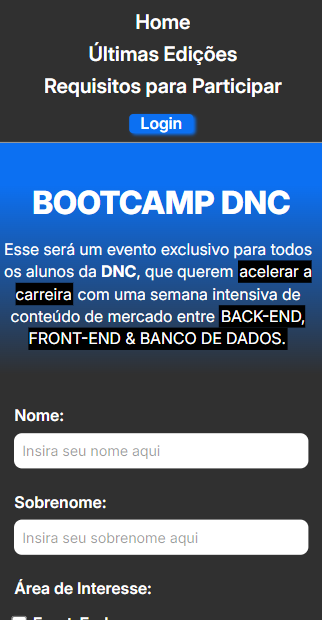 Home
Últimas Edições
Requisitos para Participar
Login
BOOTCAMP DNC
Esse será um evento exclusivo para todos
os alunos da DNC, que querem acelerar a
carreira com uma semana intensiva de
conteúdo de mercado entre BACK-END,
FRONT-END & BANCO DE DADOS.
Nome:
Insira seu nome aqui
Sobrenome:
Insira seu sobrenome aqui
Área de Interesse: